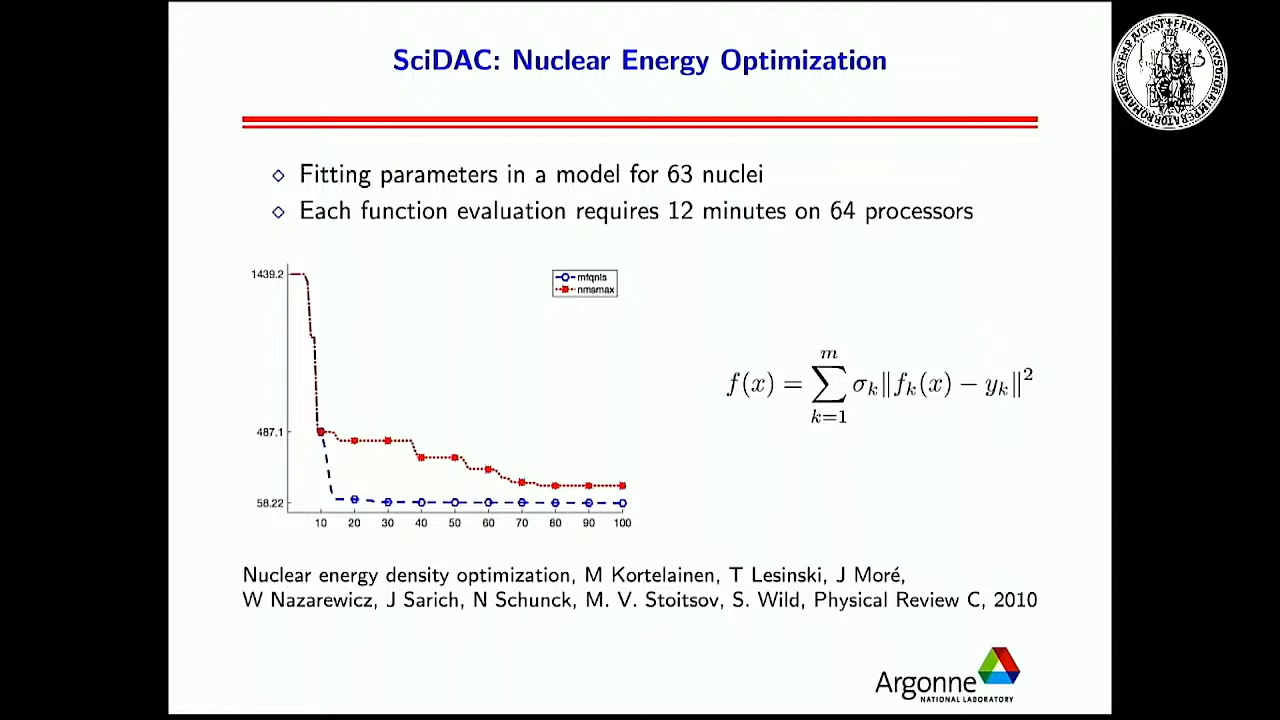 SciDAC: Nuclear Energy Optimization
◇ Fitting parameters in a model for 63 nuclei
◇ Each function evaluation requires 12 minutes on 64 processors
1439.2
487.1
58.22
10 20 30 40 50 60 70 80 90 100
mfqnls
nmsmax
f(x) = \sum_{k=1}^{m} σ_k‖f_k(x) − y_k‖²
Nuclear energy density optimization, M Kortelainen, T Lesinski, J Moré,
W Nazarewicz, J Sarich, N Schunck, M. V. Stoitsov, S. Wild, Physical Review C, 2010
Argonne
NATIONAL LABORATORY